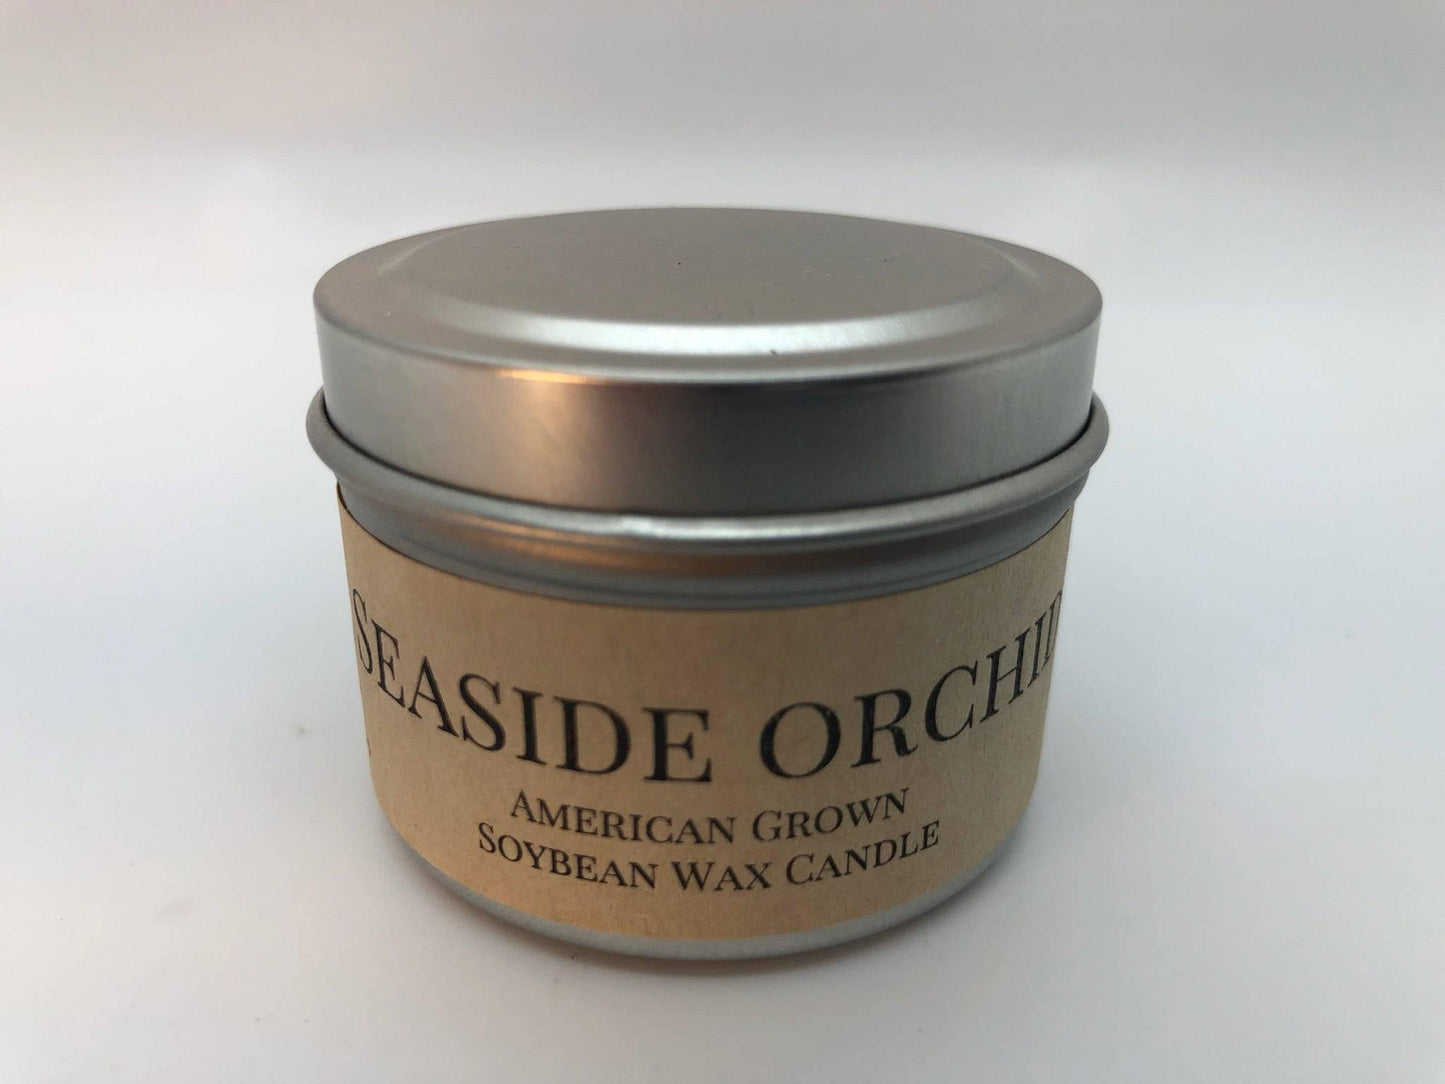 SEASIDE ORCHID
AMERICAN GROWN
SOYBEAN WAX CANDLE